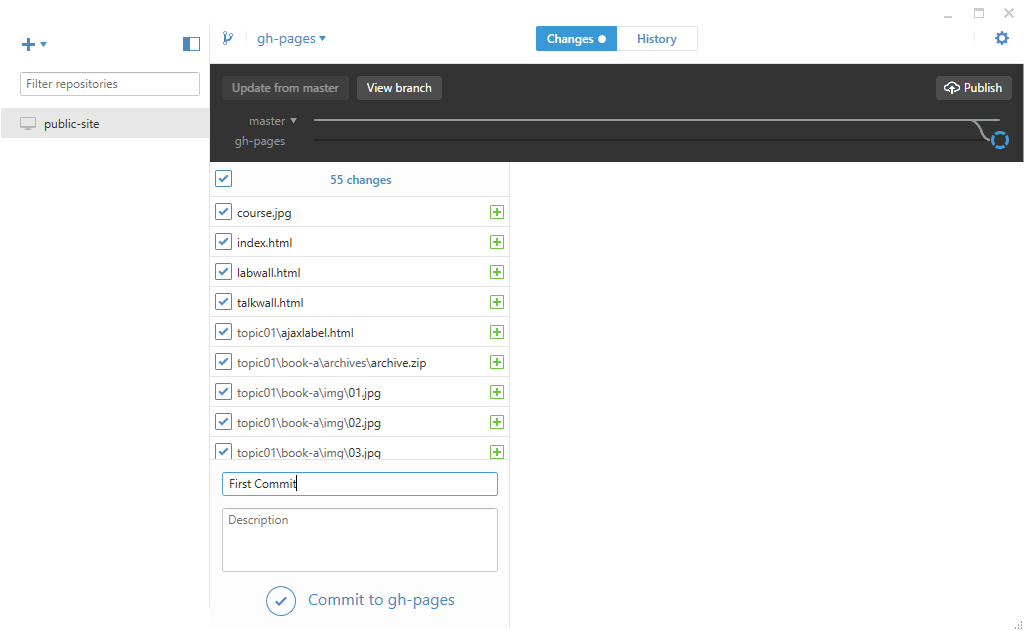 gh-pages
Changes
History
Filter repositories
public-site
Update from master
View branch
Publish
master
gh-pages
55 changes
course.jpg
index.html
labwall.html
talkwall.html
topic01\ajaxlabel.html
topic01\book-a\archives\archive.zip
topic01\book-a\img\01.jpg
topic01\book-a\img\02.jpg
topic01\book-a\img\03.jpg
First Commit
Description
Commit to gh-pages